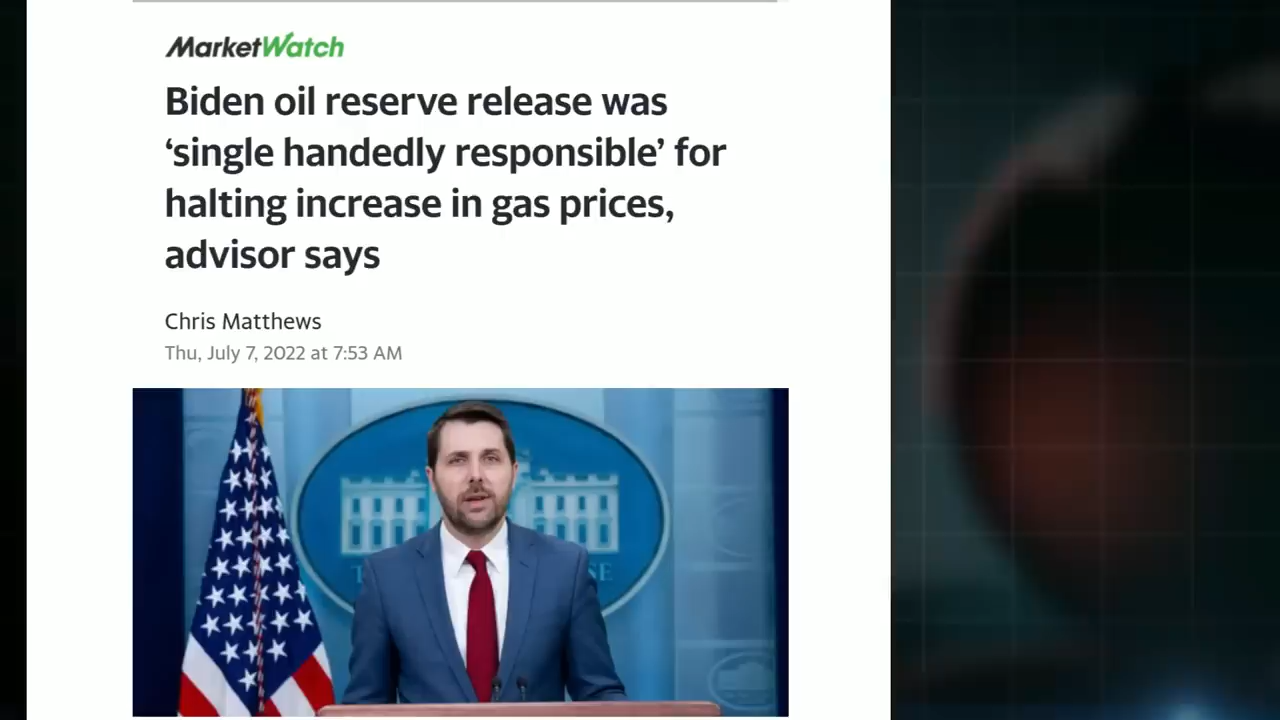 MarketWatch
Biden oil reserve release was
‘single handedly responsible’ for
halting increase in gas prices,
advisor says
Chris Matthews
Thu, July 7, 2022 at 7:53 AM